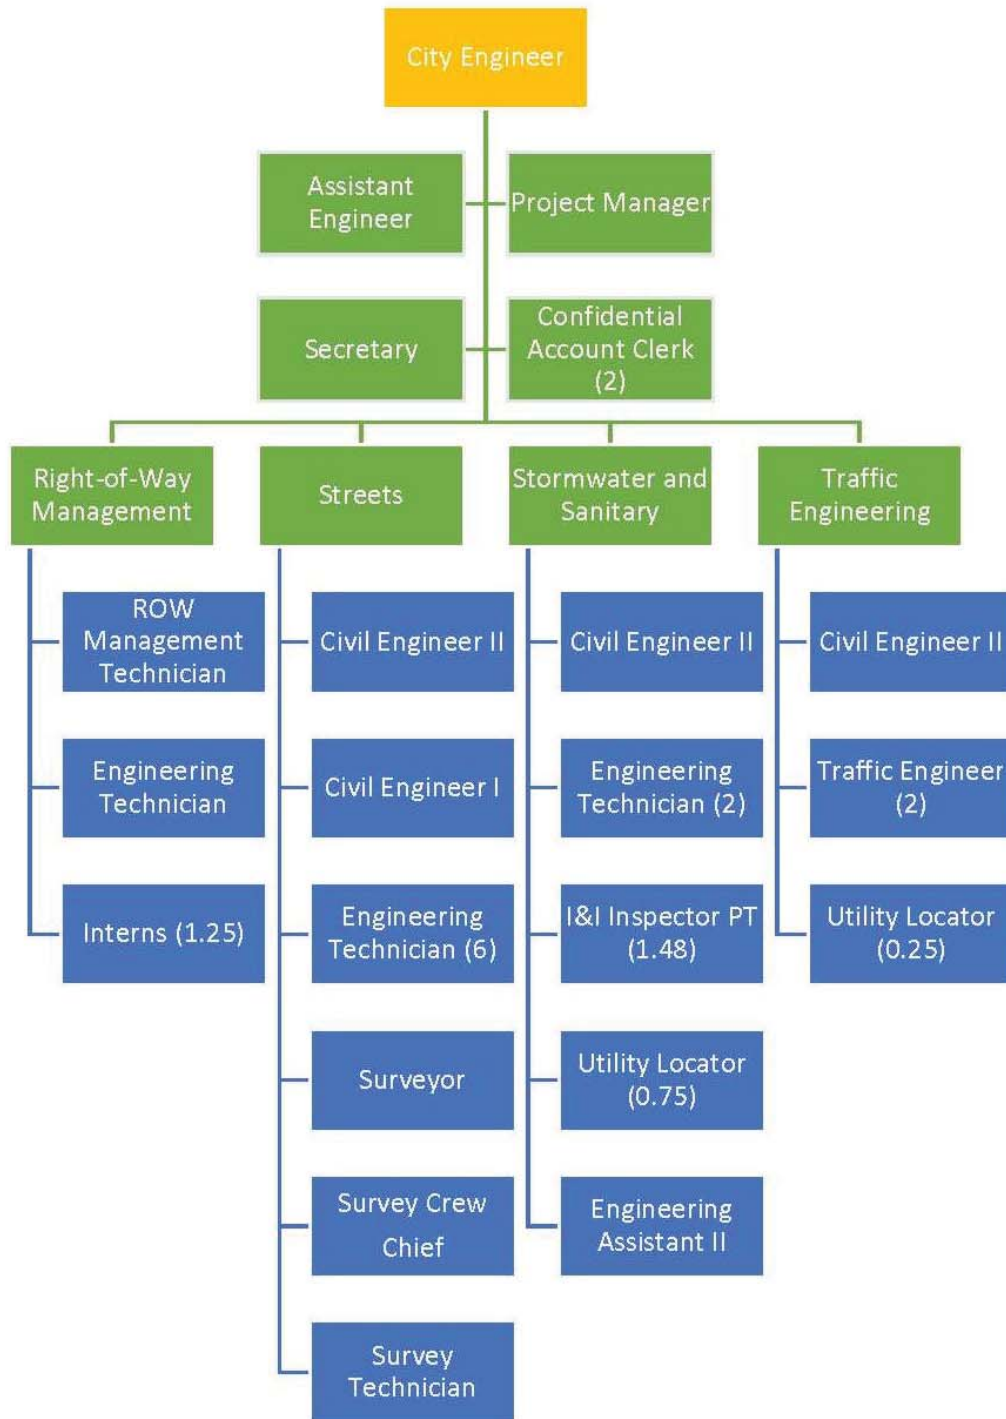 City Engineer
Assistant
Engineer
Project Manager
Secretary
Confidential
Account Clerk
(2)
Right-of-Way
Management
Streets
Stormwater and
Sanitary
Traffic
Engineering
ROW
Management
Technician
Civil Engineer II
Civil Engineer II
Civil Engineer II
Engineering
Technician
Civil Engineer I
Engineering
Technician (2)
Traffic Engineer
(2)
Interns (1.25)
Engineering
Technician (6)
I&I Inspector PT
(1.48)
Utility Locator
(0.25)
Surveyor
Utility Locator
(0.75)
Survey Crew
Chief
Engineering
Assistant II
Survey
Technician